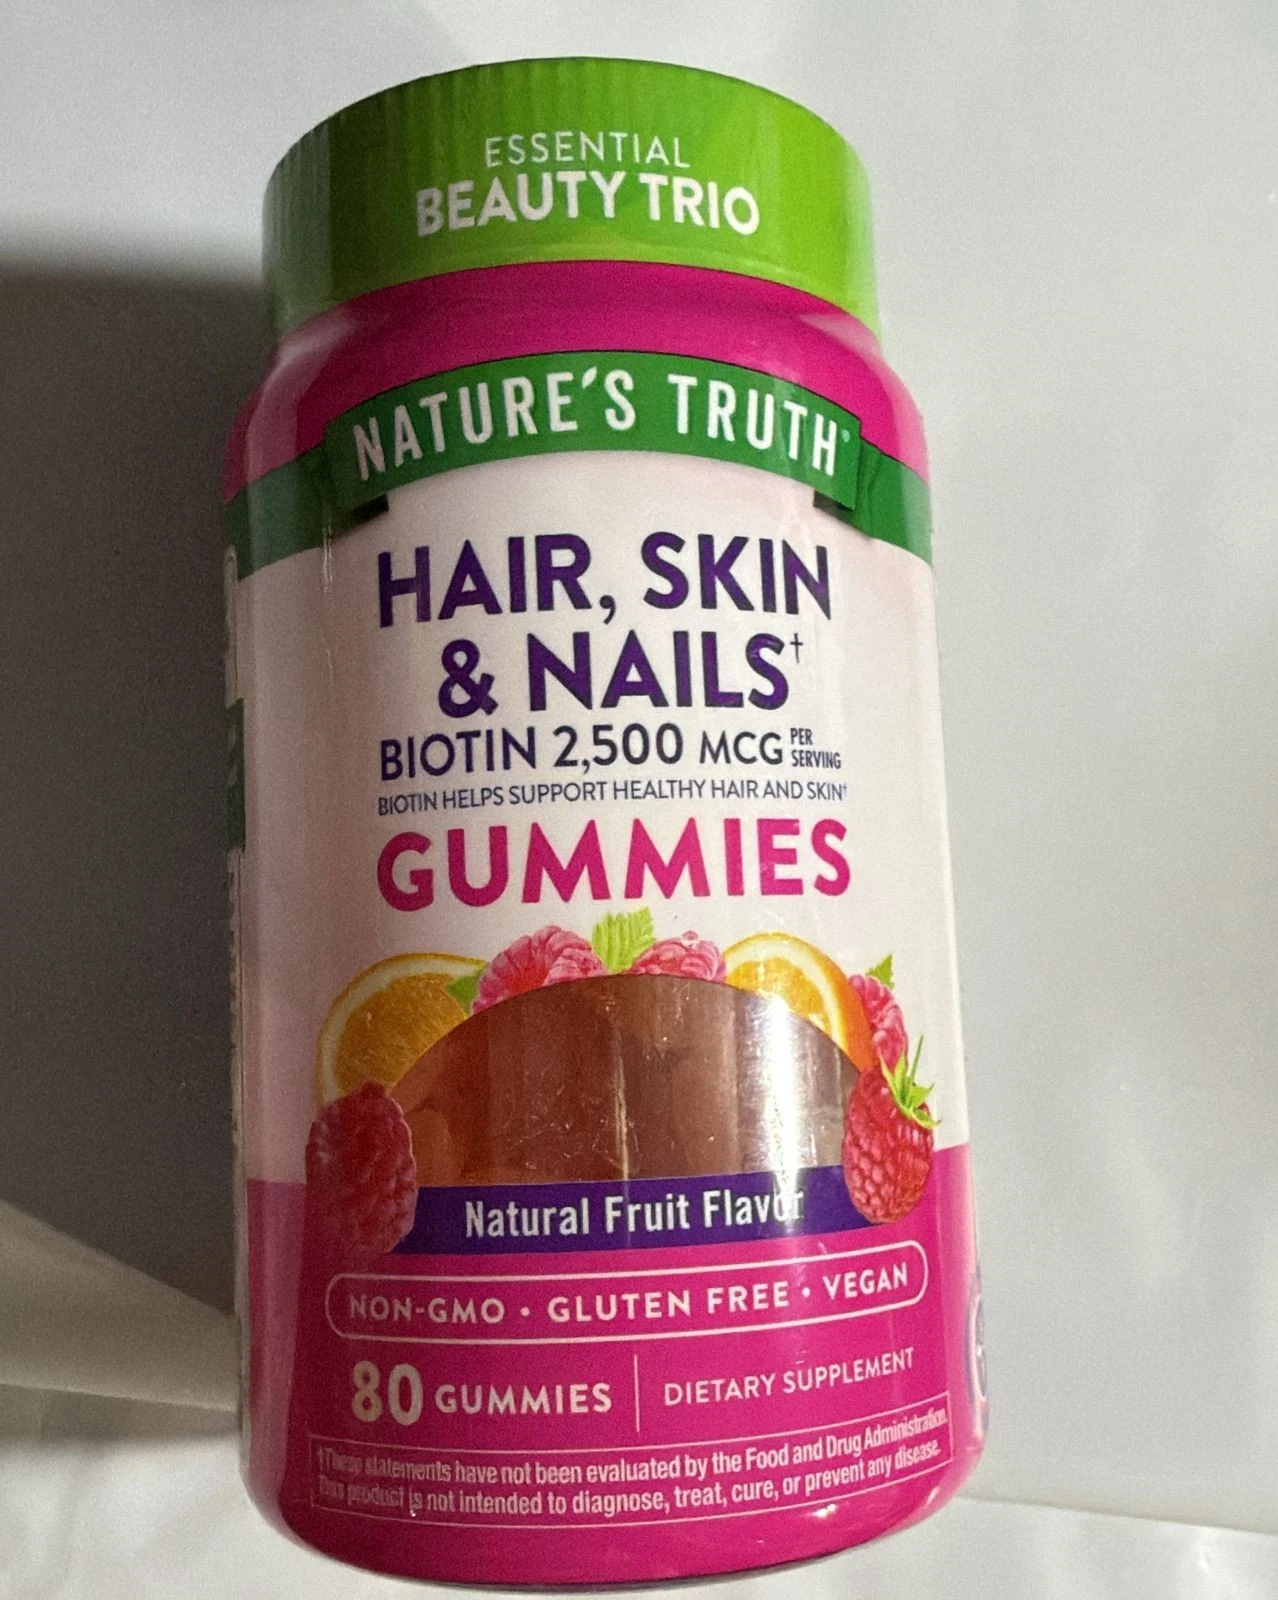 ESSENTIAL
BEAUTY TRIO
NATURE'S TRUTH®
HAIR, SKIN
& NAILS†
BIOTIN 2,500 MCG PER SERVING
BIOTIN HELPS SUPPORT HEALTHY HAIR AND SKIN†
GUMMIES
Natural Fruit Flavor
NON-GMO • GLUTEN FREE • VEGAN
80 GUMMIES | DIETARY SUPPLEMENT
†These statements have not been evaluated by the Food and Drug Administration.
This product is not intended to diagnose, treat, cure, or prevent any disease.